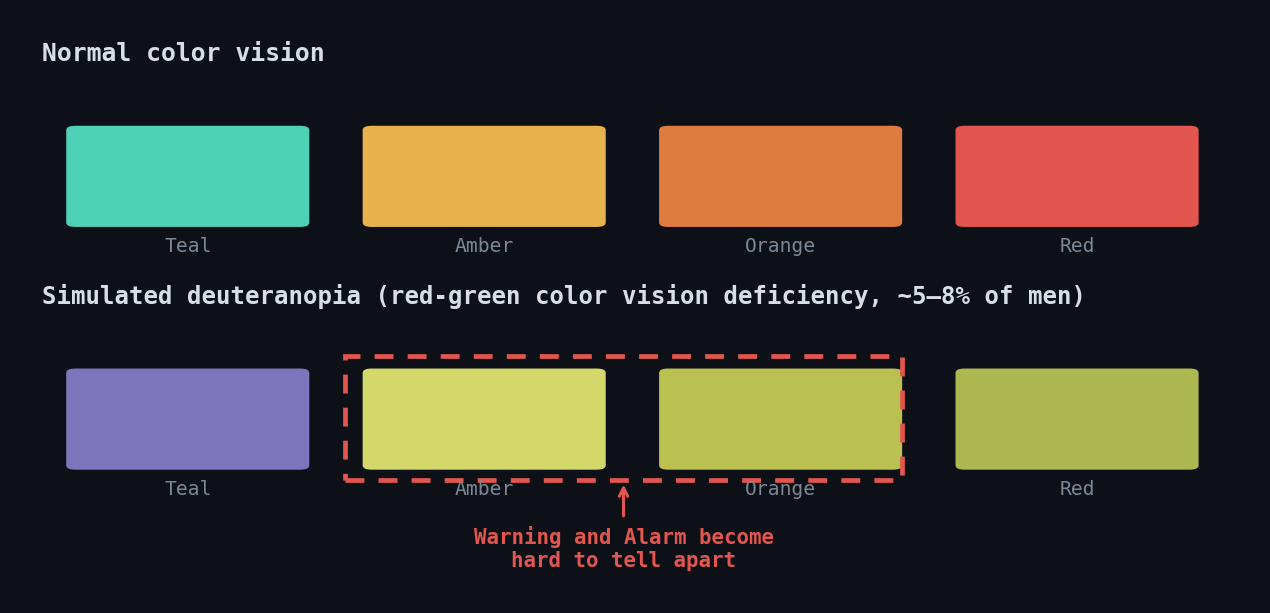 Normal color vision
Teal
Amber
Orange
Red
Simulated deuteranopia (red-green color vision deficiency, ~5–8% of men)
Teal
Amber
Orange
Red
Warning and Alarm become
hard to tell apart